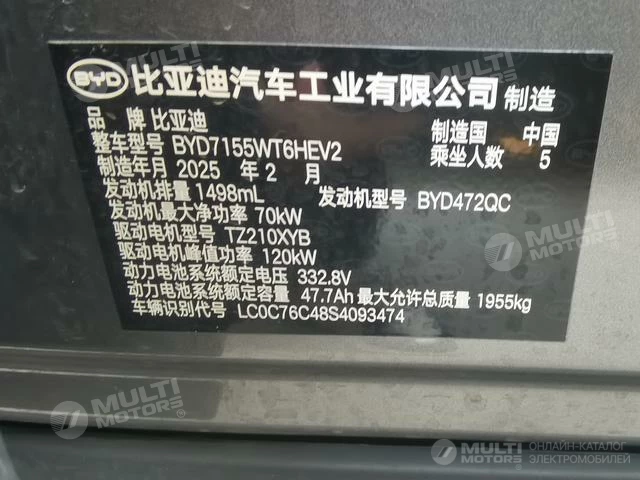 BYD 比亚迪汽车工业有限公司 制造
品 牌 比亚迪 制造国 中国
整车型号 BYD7155WT6HEV2 乘坐人数 5
制造年月 2025 年 2 月
发动机排量 1498mL 发动机型号 BYD472QC
发动机最大净功率 70kW
驱动电机型号 TZ210XYB
驱动电机峰值功率 120kW
动力电池系统额定电压 332.8V
动力电池系统额定容量 47.7Ah 最大允许总质量 1955kg
车辆识别代号 LC0C76C48S4093474
MULTI MOTORS
MULTI MOTORS
MULTI MOTORS
MULTI MOTORS
MULTI MOTORS ОНЛАЙН-КАТАЛОГ ЭЛЕКТРОМОБИЛЕЙ